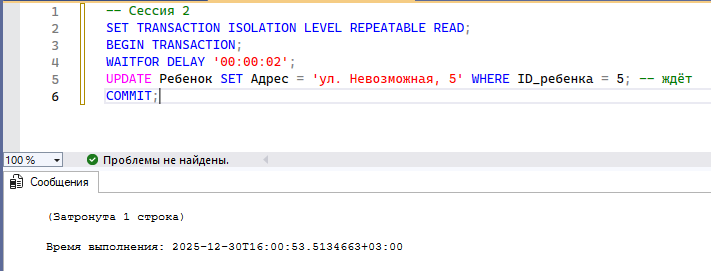 1 -- Сессия 2
2 SET TRANSACTION ISOLATION LEVEL REPEATABLE READ;
3 BEGIN TRANSACTION;
4 WAITFOR DELAY '00:00:02';
5 UPDATE Ребенок SET Адрес = 'ул. Невозможная, 5' WHERE ID_ребенка = 5; -- ждёт
6 COMMIT;
100 % Проблемы не найдены.
Сообщения
(Затронута 1 строка)
Время выполнения: 2025-12-30T16:00:53.5134663+03:00